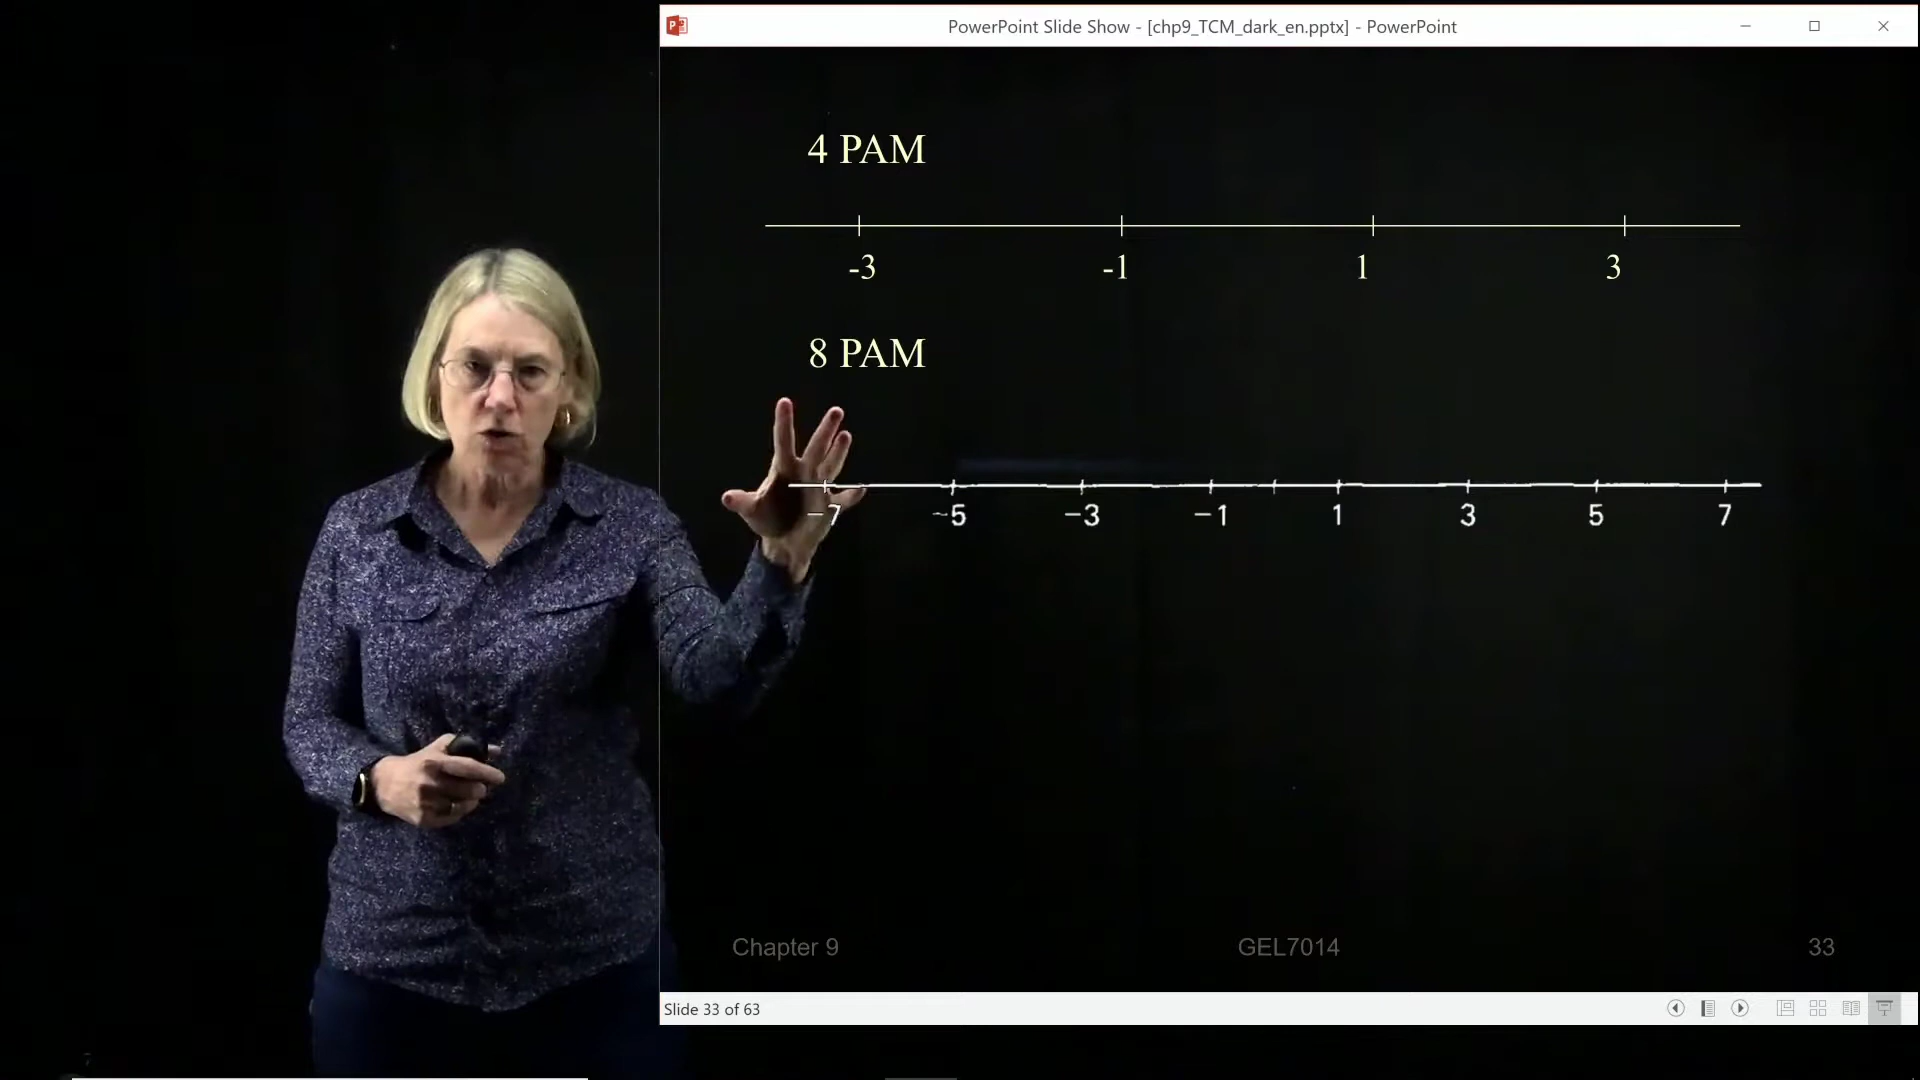 PowerPoint Slide Show - [chp9_TCM_dark_en.pptx] - PowerPoint
4 PAM
-3 -1 1 3
8 PAM
−7 −5 −3 −1 1 3 5 7
Chapter 9 GEL7014 33
Slide 33 of 63